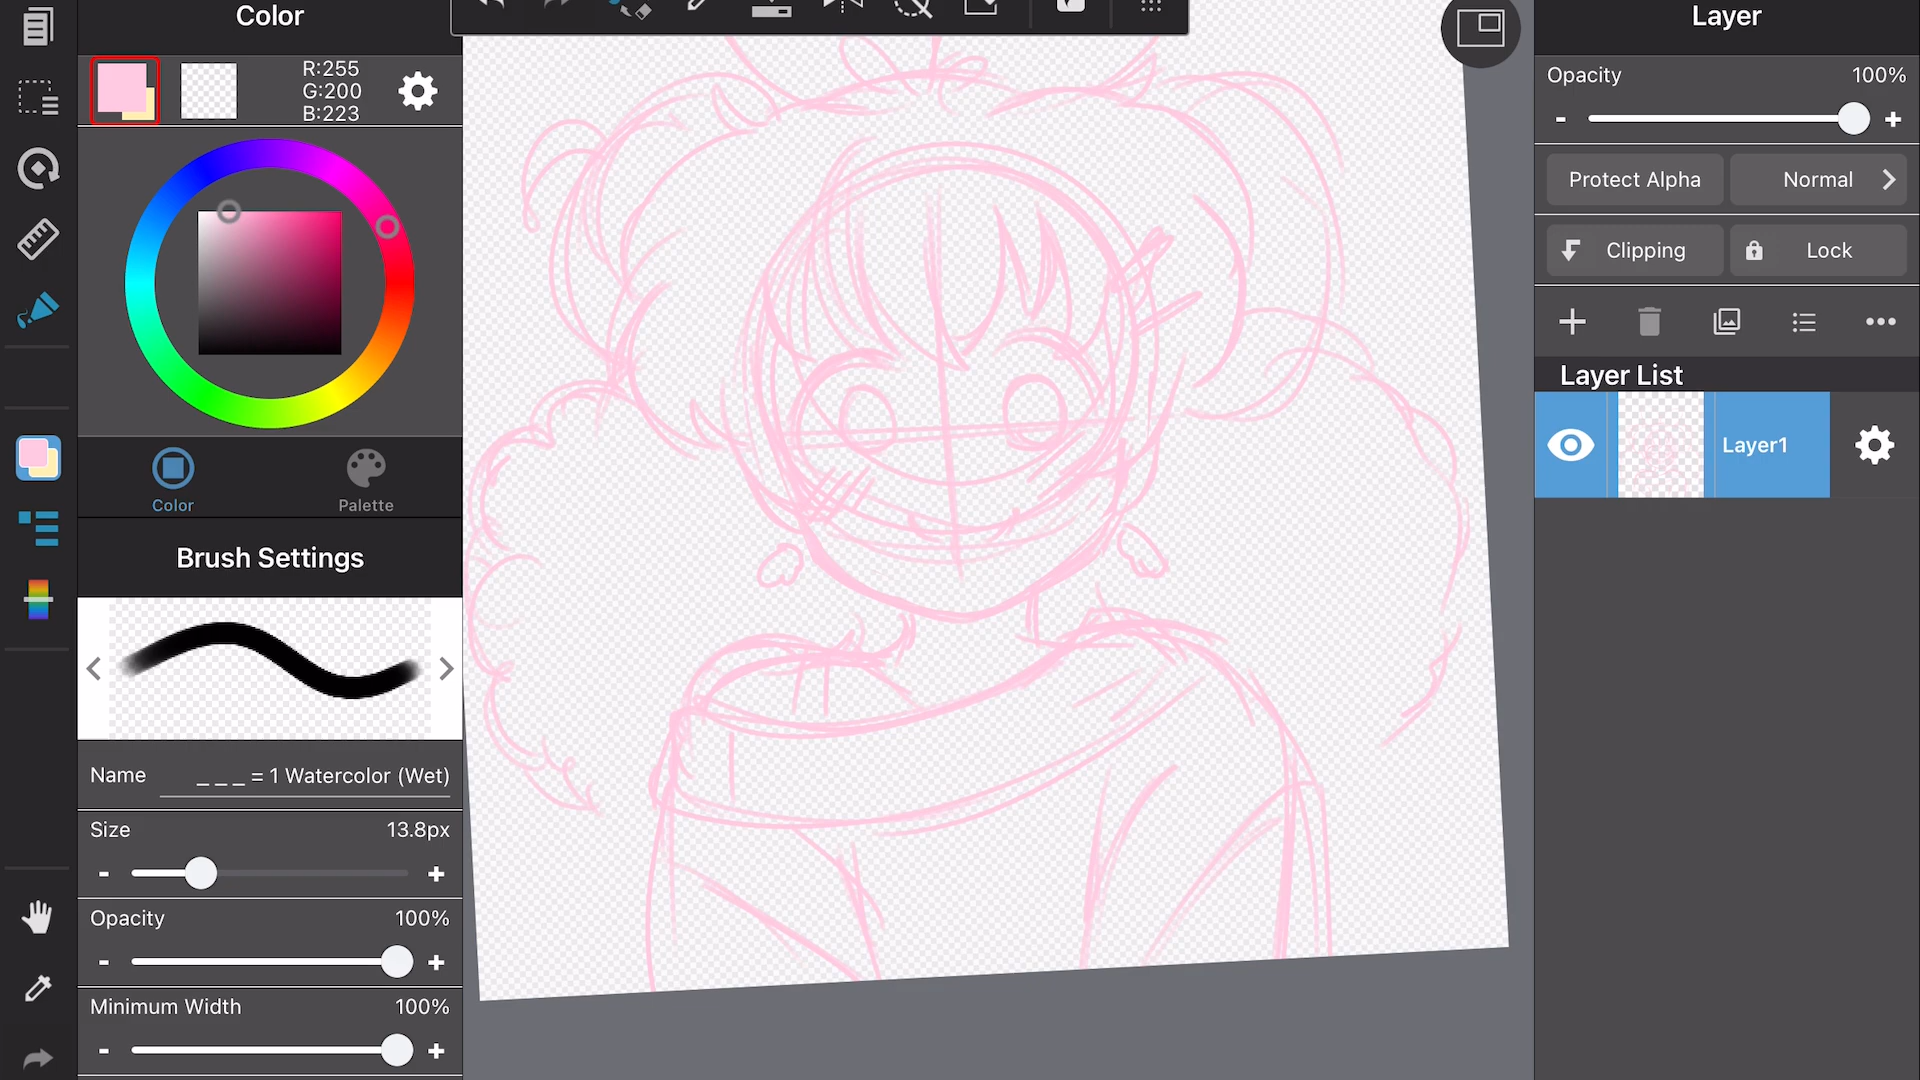 Color
R:255
G:200
B:223
Color
Palette
Brush Settings
Name _ _ _ = 1 Watercolor (Wet)
Size 13.8px
Opacity 100%
Minimum Width 100%
Layer
Opacity 100%
Protect Alpha
Normal
Clipping
Lock
Layer List
Layer1